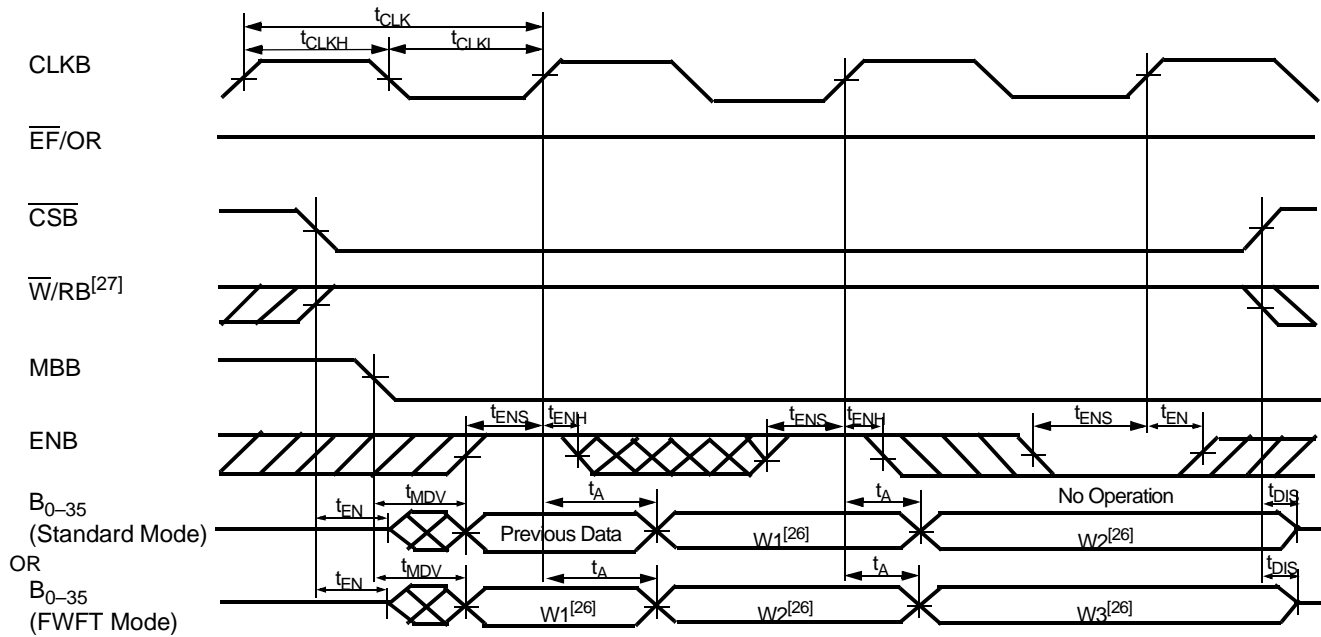 tCLK
tCLKH tCLKL
CLKB
EF/OR
CSB
W/RB[27]
MBB
tENS tENH tENS tENH tENS tEN
ENB
No Operation
B0–35
(Standard Mode)
tEN tMDV tA tA tDIS
Previous Data W1[26] W2[26]
OR
B0–35
(FWFT Mode)
tEN tMDV tA tA tDIS
W1[26] W2[26] W3[26]